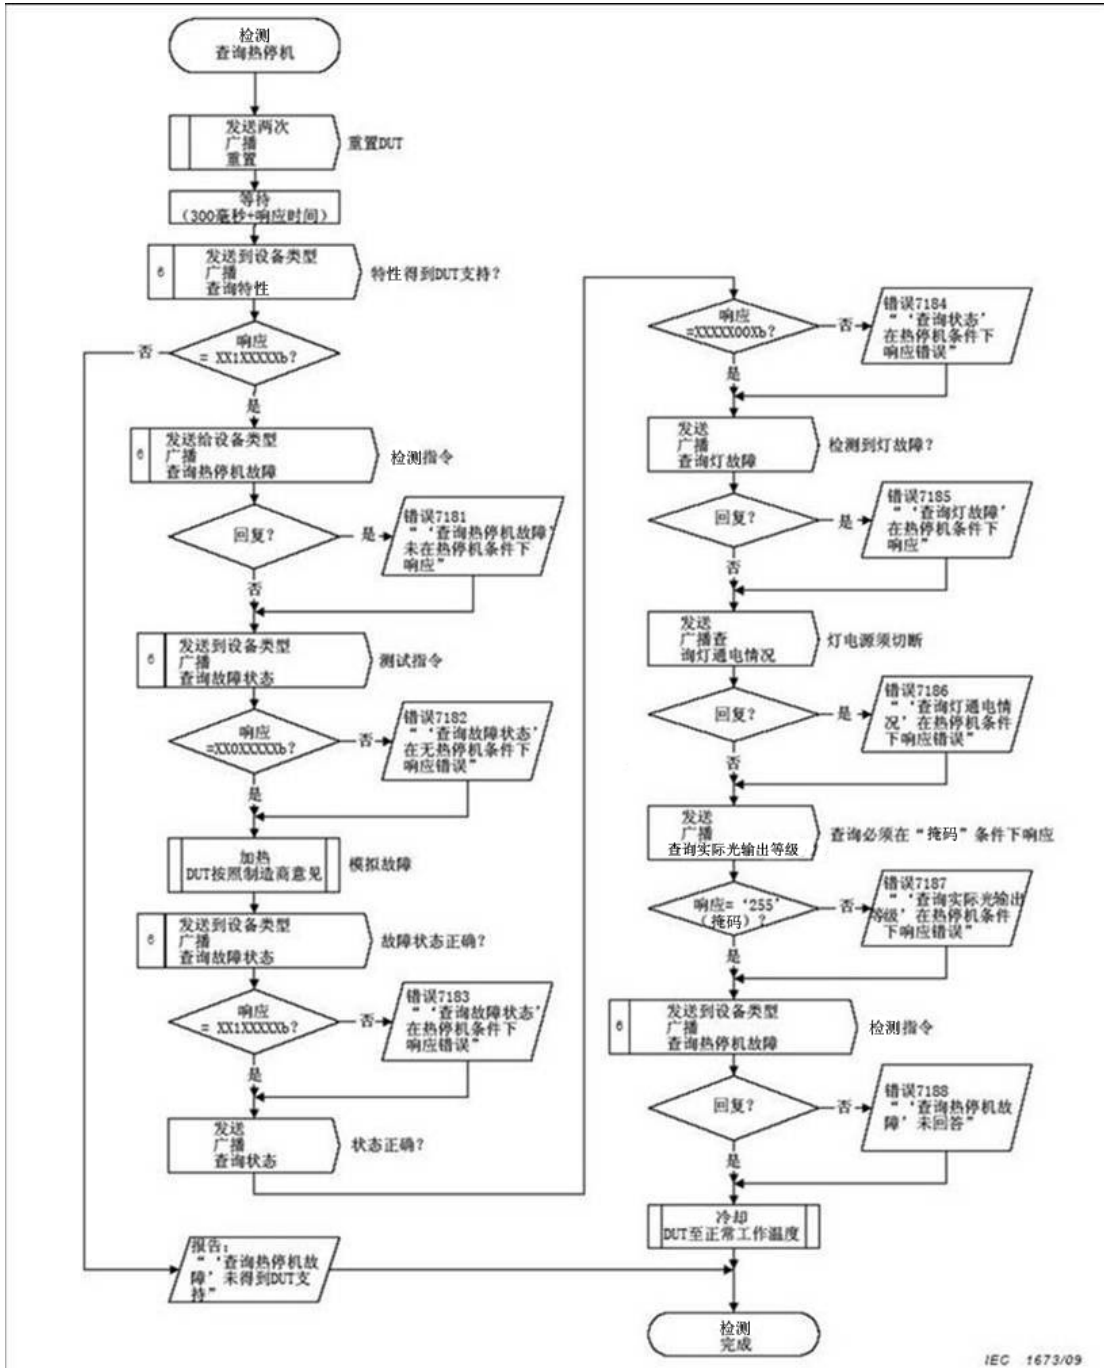 检测
查询热停机
发送两次
广播
重置
重置DUT
等待
（300毫秒+响应时间）
6
发送到设备类型
广播
查询特性
特性得到DUT支持？
响应
= XX1XXXXXb？
否
是
6
发送给设备类型
广播
查询热停机故障
检测指令
回复？
是
错误7181
“ ‘查询热停机故障’
未在热停机条件下
响应”
否
6
发送到设备类型
广播
查询故障状态
测试指令
响应
=XX0XXXXXb？
否
错误7182
“ ‘查询故障状态’
在无热停机条件下
响应错误”
是
加热
DUT按照制造商意见
模拟故障
6
发送到设备类型
广播
查询故障状态
故障状态正确？
响应
= XX1XXXXXb？
否
错误7183
“ ‘查询故障状态’
在热停机条件下
响应错误”
是
发送
广播
查询状态
状态正确？
报告：
“ ‘查询热停机故
障’未得到DUT支
持”
响应
=XXXXX00Xb？
否
错误7184
“ ‘查询状态’
在热停机条件下
响应错误”
是
发送
广播
查询灯故障
检测到灯故障？
回复？
是
错误7185
“ ‘查询灯故障’
在热停机条件下
响应”
否
发送
广播查
询灯通电情况
灯电源须切断
回复？
是
错误7186
“ ‘查询灯通电情
况’在热停机条件
下响应错误”
否
发送
广播
查询实际光输出等级
查询必须在“掩码”条件下响应
响应= ‘255’
（掩码）？
否
错误7187
“ ‘查询实际光输出
等级’在热停机条件
下响应错误”
是
6
发送到设备类型
广播
查询热停机故障
检测指令
回复？
否
错误7188
“ ‘查询热停机故
障’未回答”
是
冷却
DUT至正常工作温度
检测
完成
IEC 1673/09